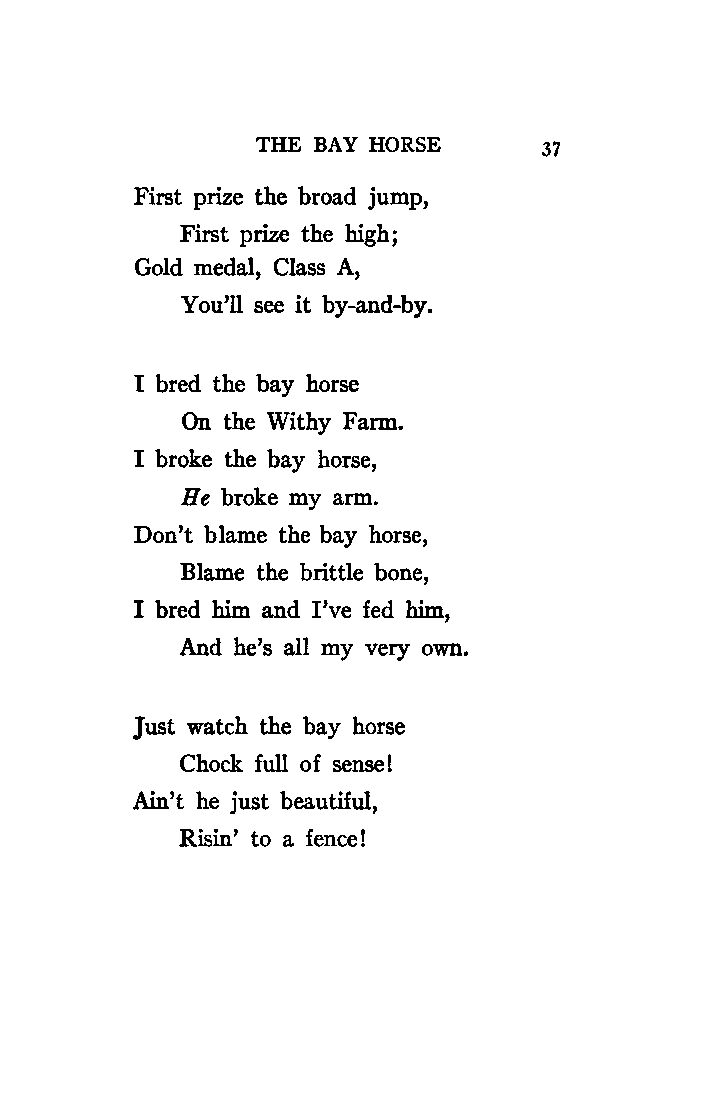 THE BAY HORSE 37
First prize the broad jump,
First prize the high;
Gold medal, Class A,
You'll see it by-and-by.
I bred the bay horse
On the Withy Farm.
I broke the bay horse,
He broke my arm.
Don't blame the bay horse,
Blame the brittle bone,
I bred him and I've fed him,
And he's all my very own.
Just watch the bay horse
Chock full of sense!
Ain't he just beautiful,
Risin' to a fence!